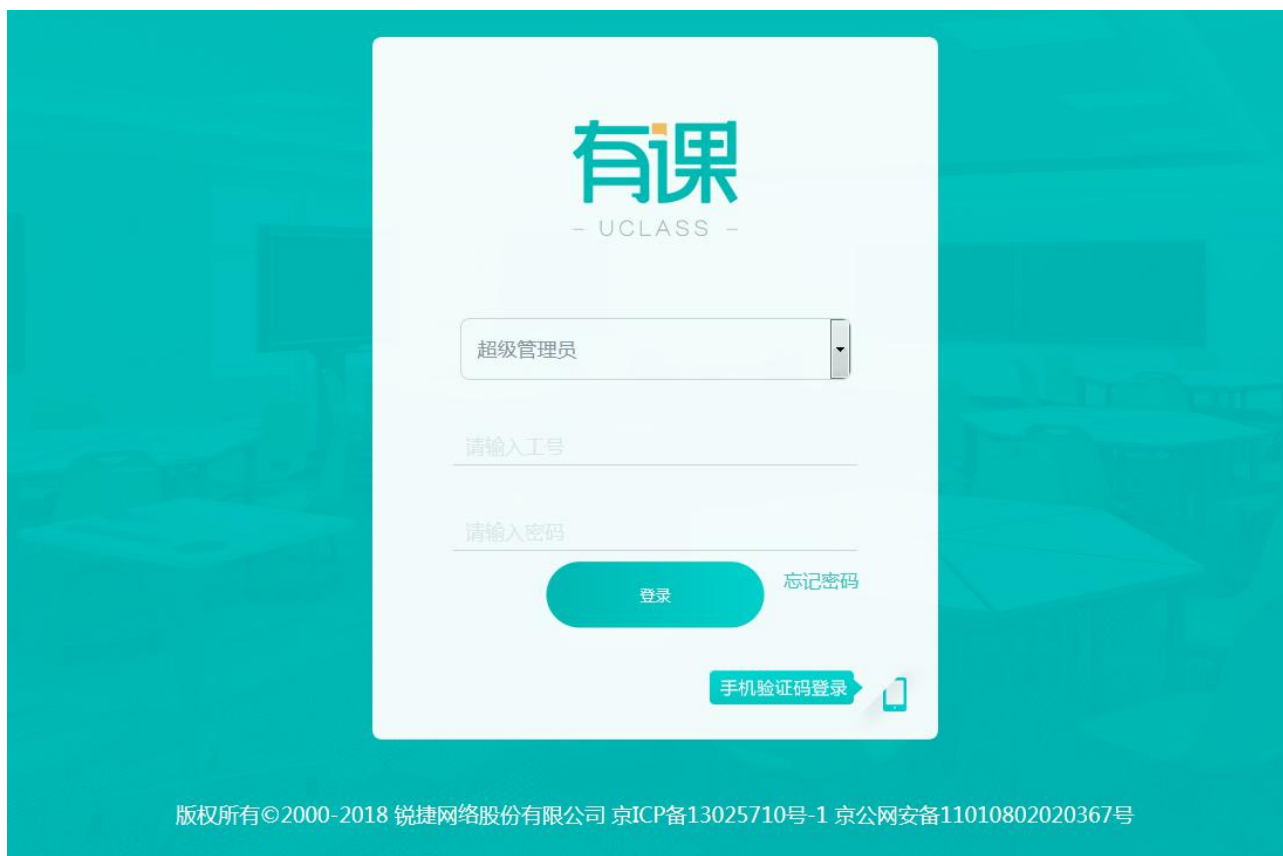 有课
- UCLASS -
超级管理员
请输入工号
请输入密码
登录
忘记密码
手机验证码登录
版权所有©2000-2018 锐捷网络股份有限公司 京ICP备13025710号-1 京公网安备11010802020367号